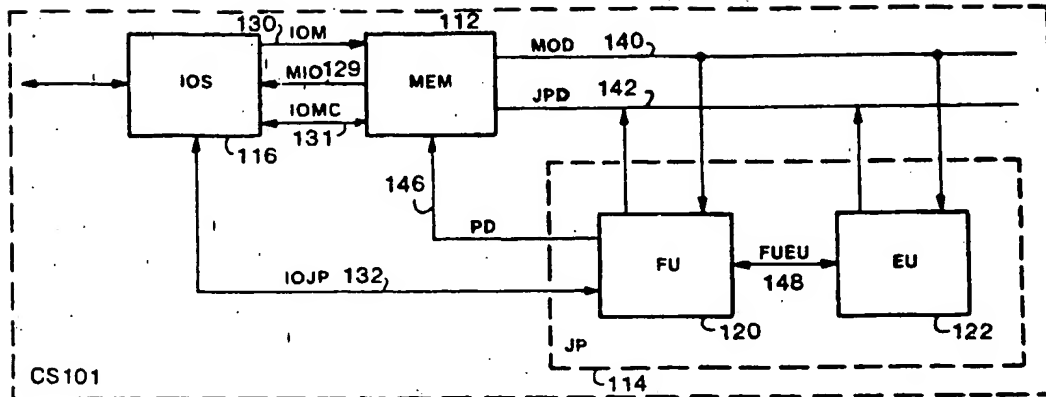 130 IOM
112
IOS
MIO 129
MEM
MOD 140
IOMC
131
JPD 142
116
146
PD
FU
FUEU
148
EU
IOJP 132
120
122
JP
114
CS101